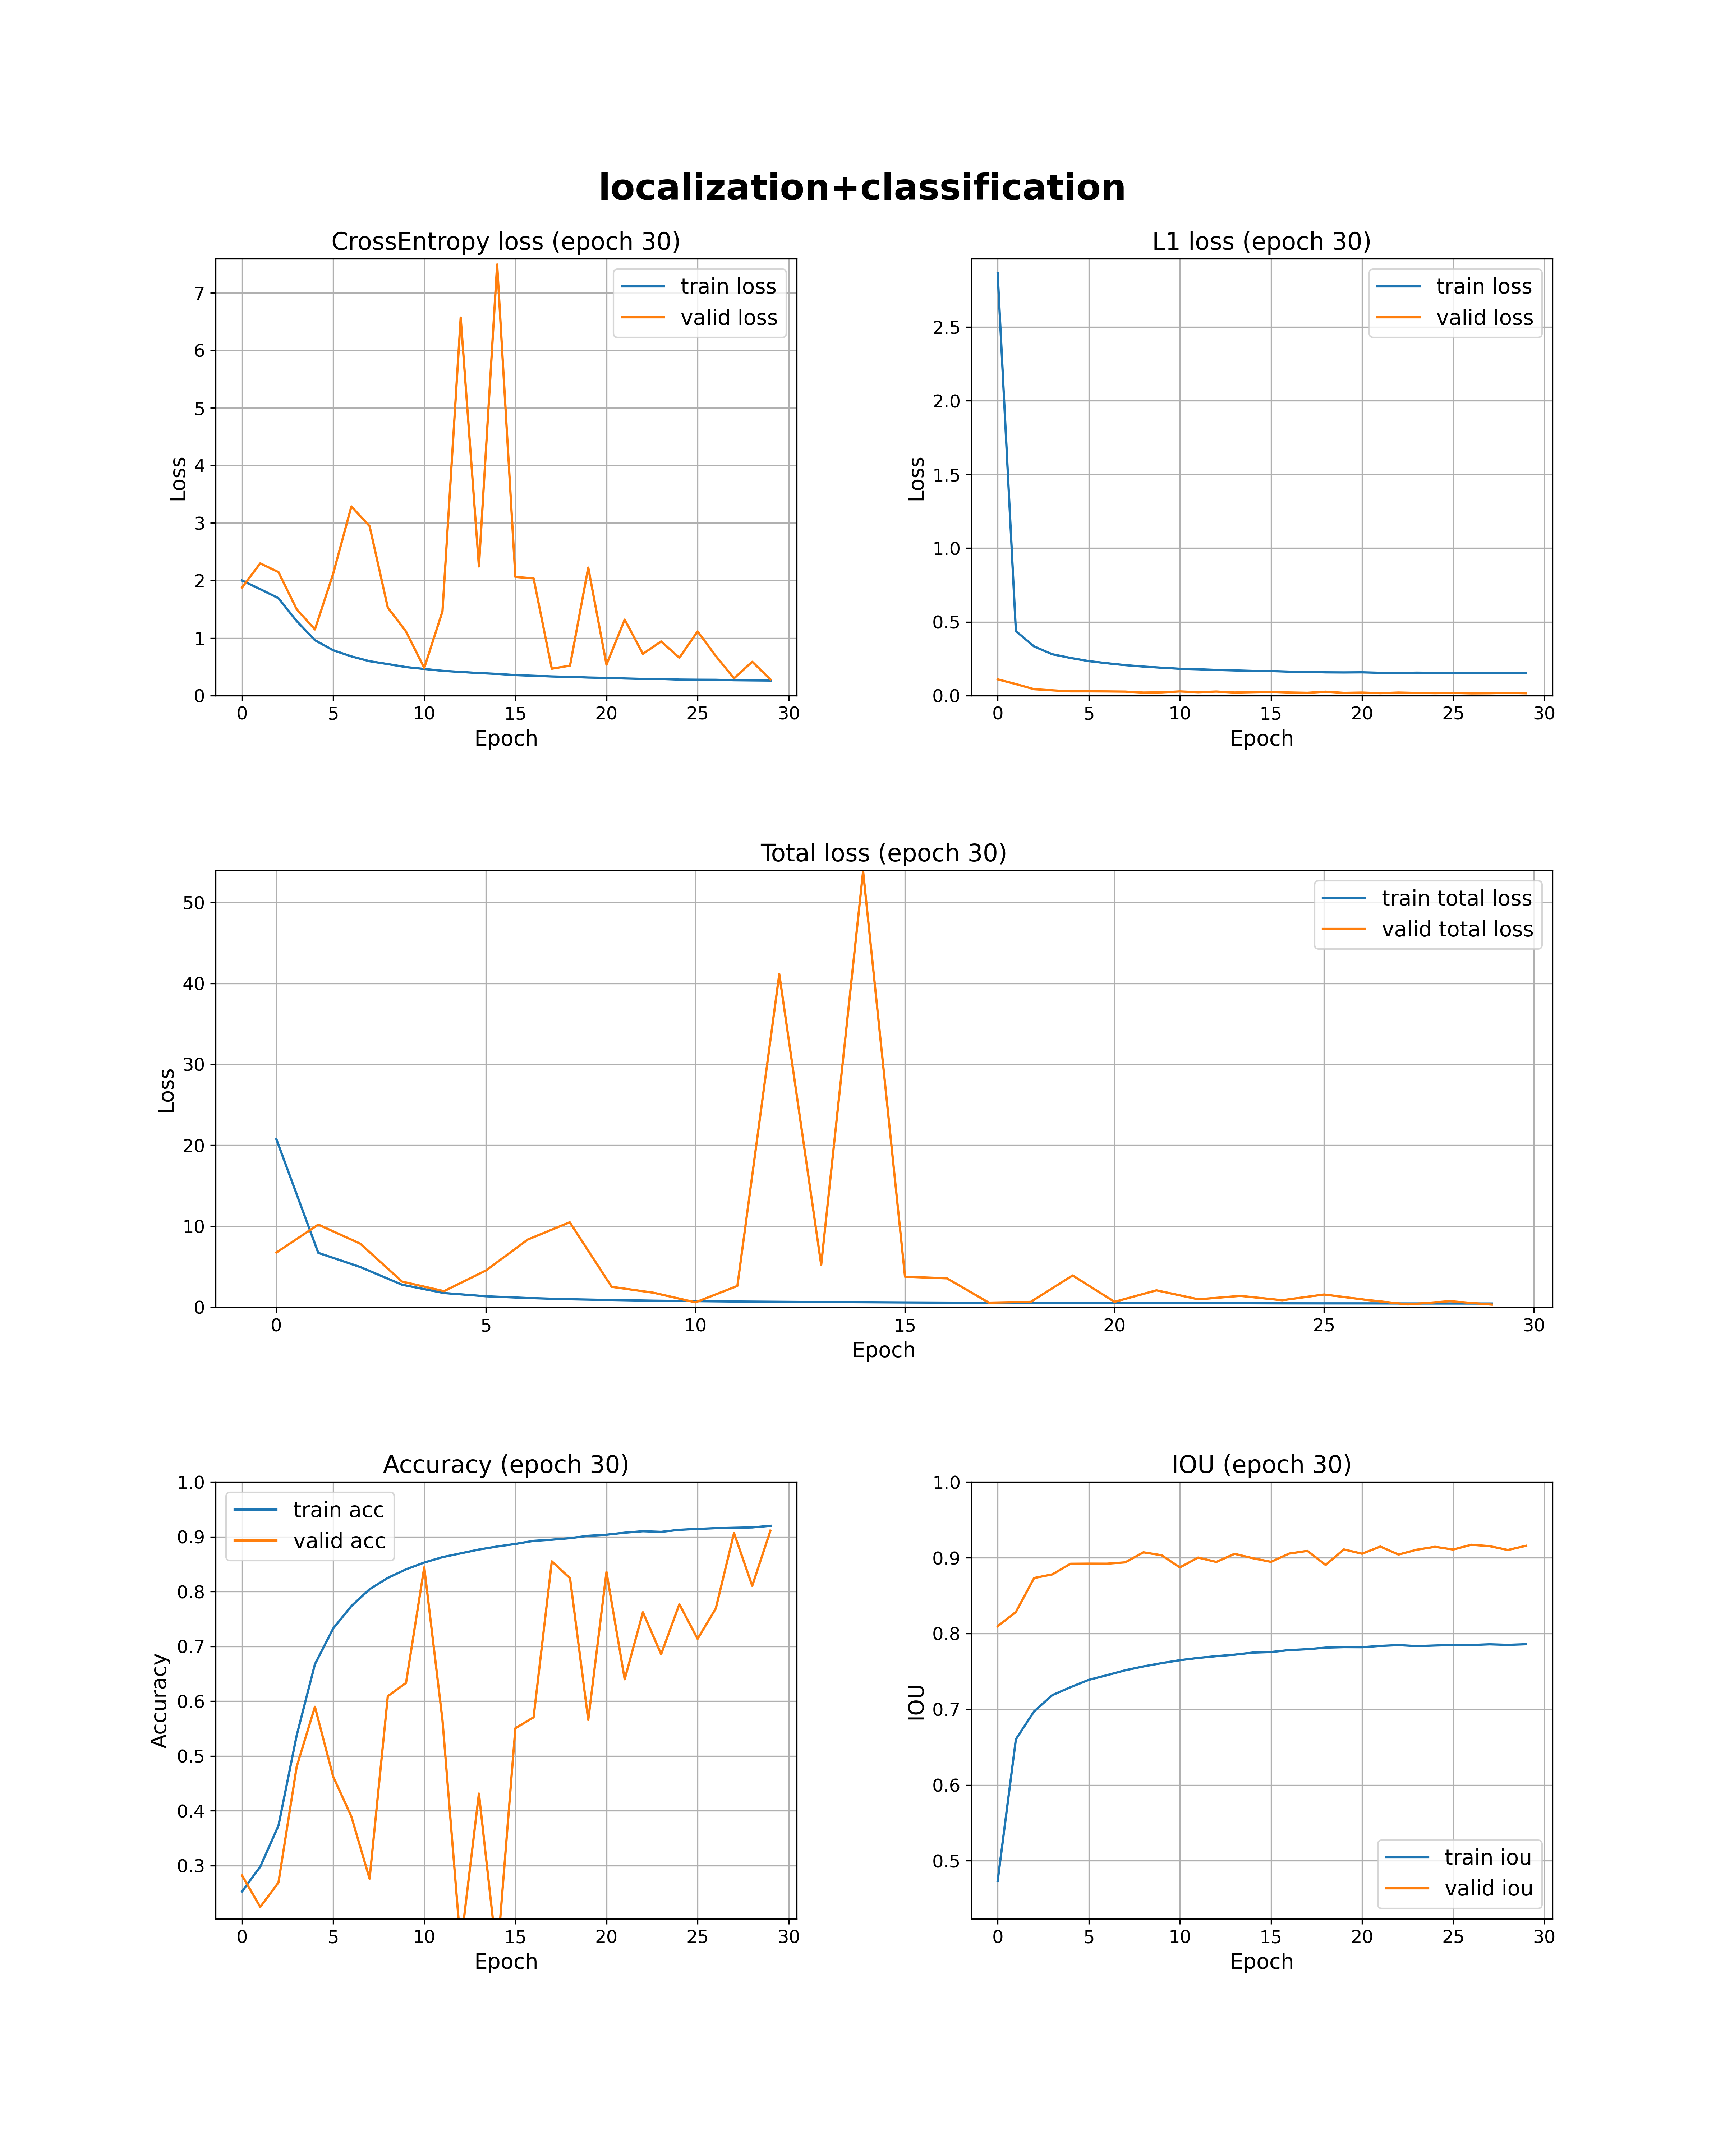 localization+classification
CrossEntropy loss (epoch 30)
7
6
5
4
3
2
1
0
Loss
train loss
valid loss
0 5 10 15 20 25 30
Epoch
L1 loss (epoch 30)
2.5
2.0
1.5
1.0
0.5
0.0
Loss
train loss
valid loss
0 5 10 15 20 25 30
Epoch
Total loss (epoch 30)
50
40
30
20
10
0
Loss
train total loss
valid total loss
0 5 10 15 20 25 30
Epoch
Accuracy (epoch 30)
1.0
0.9
0.8
0.7
0.6
0.5
0.4
0.3
Accuracy
train acc
valid acc
0 5 10 15 20 25 30
Epoch
IOU (epoch 30)
1.0
0.9
0.8
0.7
0.6
0.5
IOU
train iou
valid iou
0 5 10 15 20 25 30
Epoch